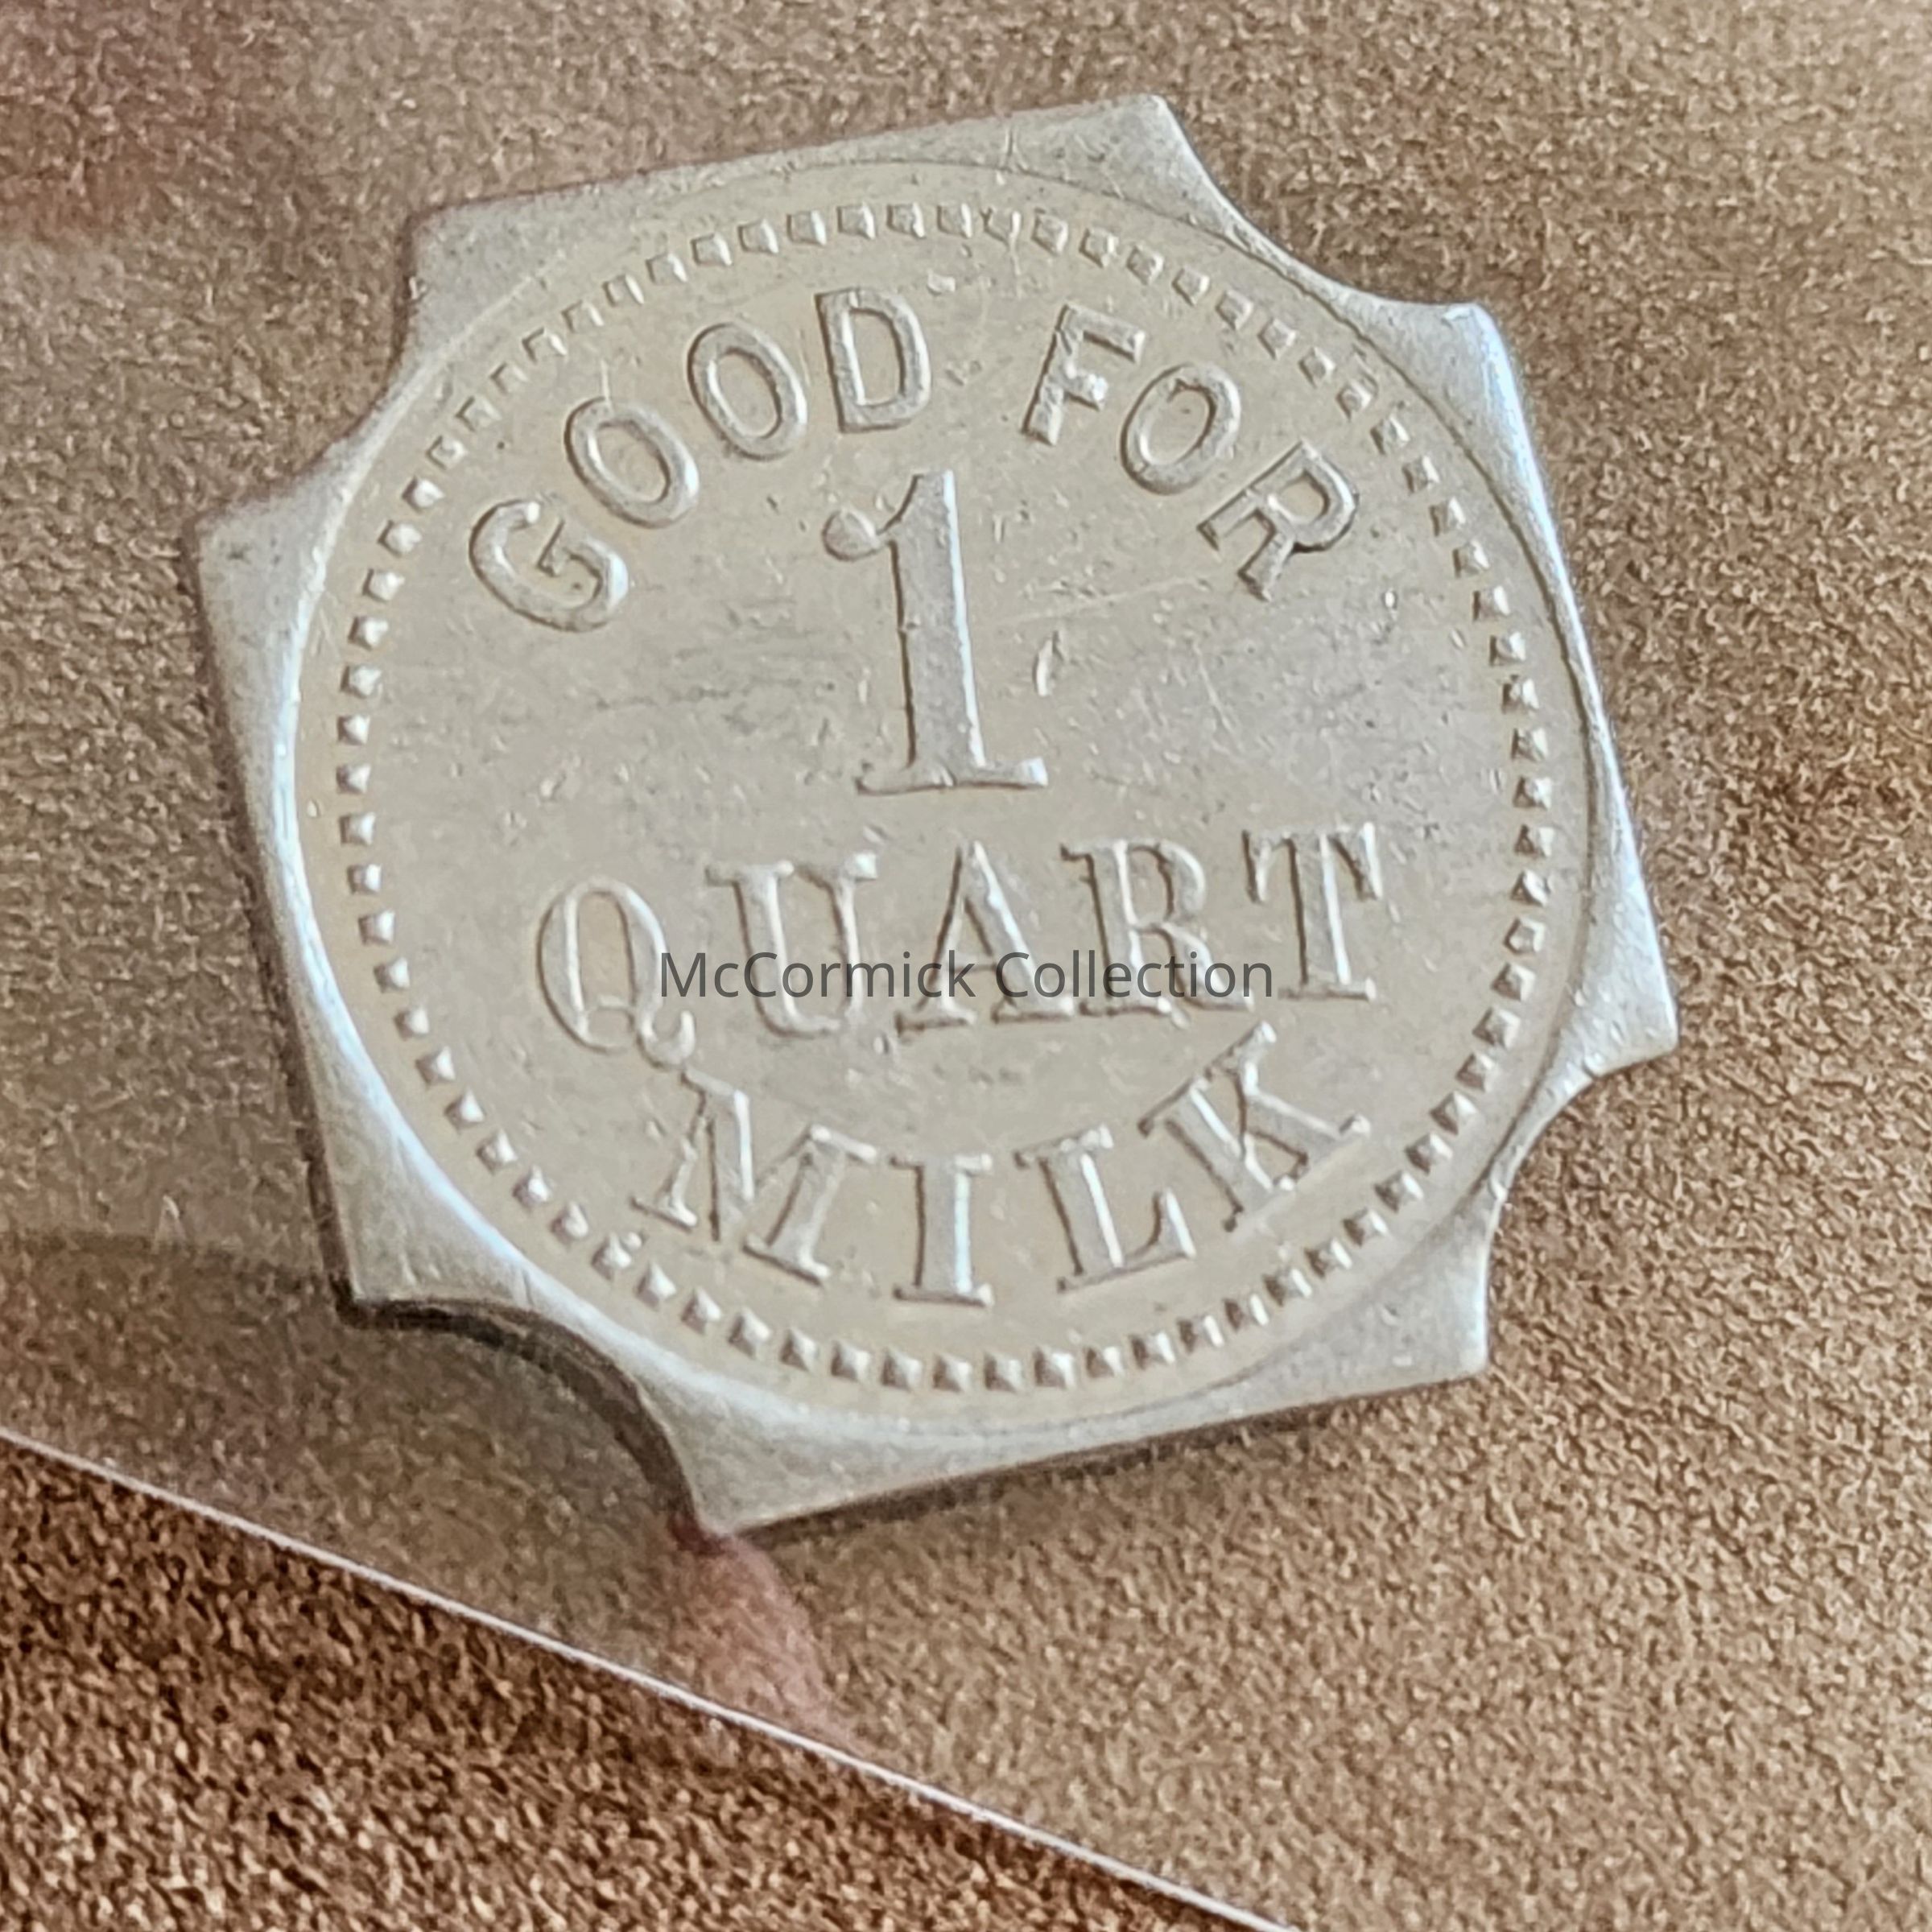 GOOD FOR
1
QUART
McCormick Collection
MILK